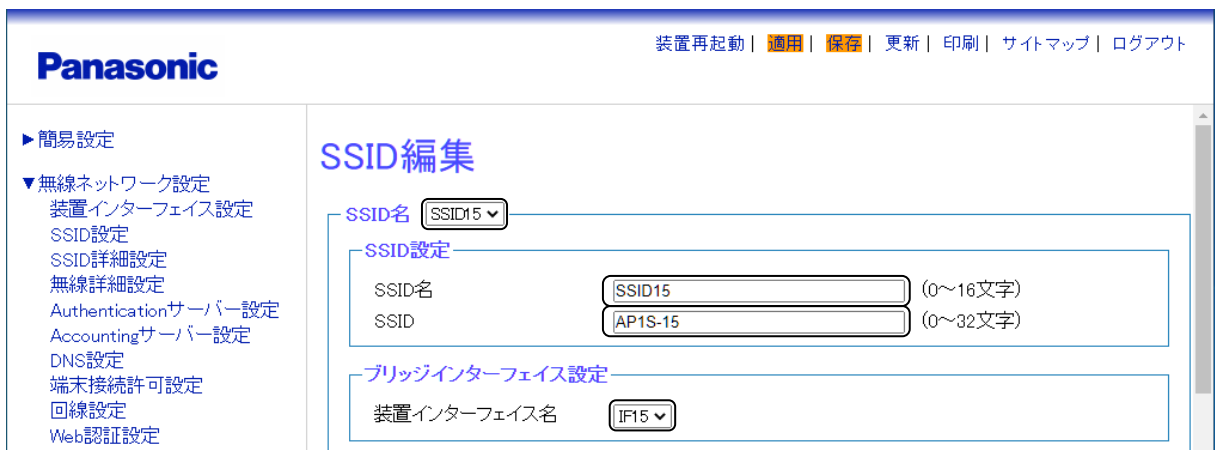 装置再起動| 適用| 保存| 更新| 印刷| サイトマップ| ログアウト
Panasonic
▶簡易設定
▼無線ネットワーク設定
装置インターフェイス設定
SSID設定
SSID詳細設定
無線詳細設定
Authenticationサーバー設定
Accountingサーバー設定
DNS設定
端末接続許可設定
回線設定
Web認証設定
SSID編集
SSID名 SSID15
SSID設定
SSID名 SSID15 (0~16文字)
SSID AP1S-15 (0~32文字)
ブリッジインターフェイス設定
装置インターフェイス名 IF15